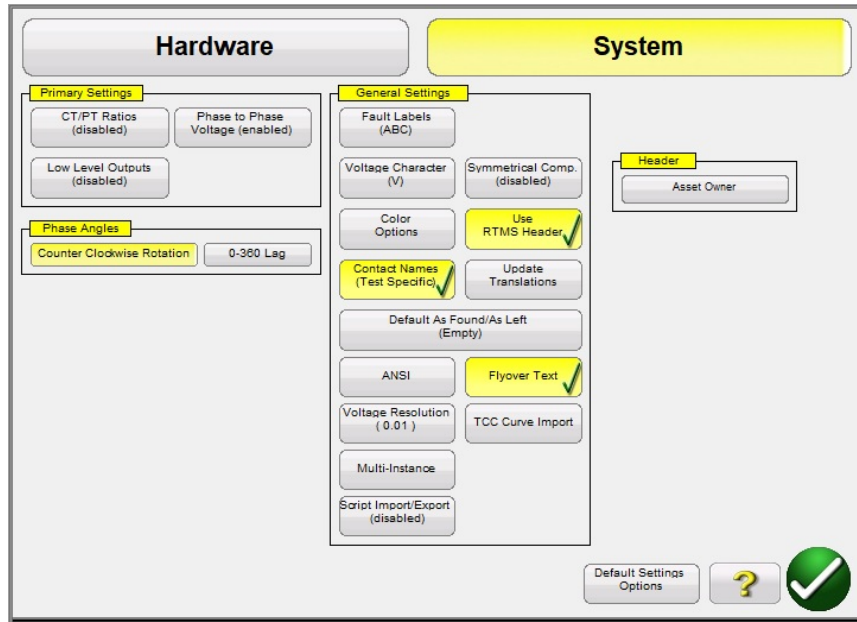 Hardware
System
Primary Settings
CT/PT Ratios
(disabled)
Phase to Phase
Voltage (enabled)
Low Level Outputs
(disabled)
Phase Angles
Counter Clockwise Rotation
0-360 Lag
General Settings
Fault Labels
(ABC)
Voltage Character
(V)
Symmetrical Comp.
(disabled)
Color
Options
Use
RTMS Header
Contact Names
(Test Specific)
Update
Translations
Default As Found/As Left
(Empty)
ANSI
Flyover Text
Voltage Resolution
( 0.01 )
TCC Curve Import
Multi-Instance
Script Import/Export
(disabled)
Header
Asset Owner
Default Settings
Options
?